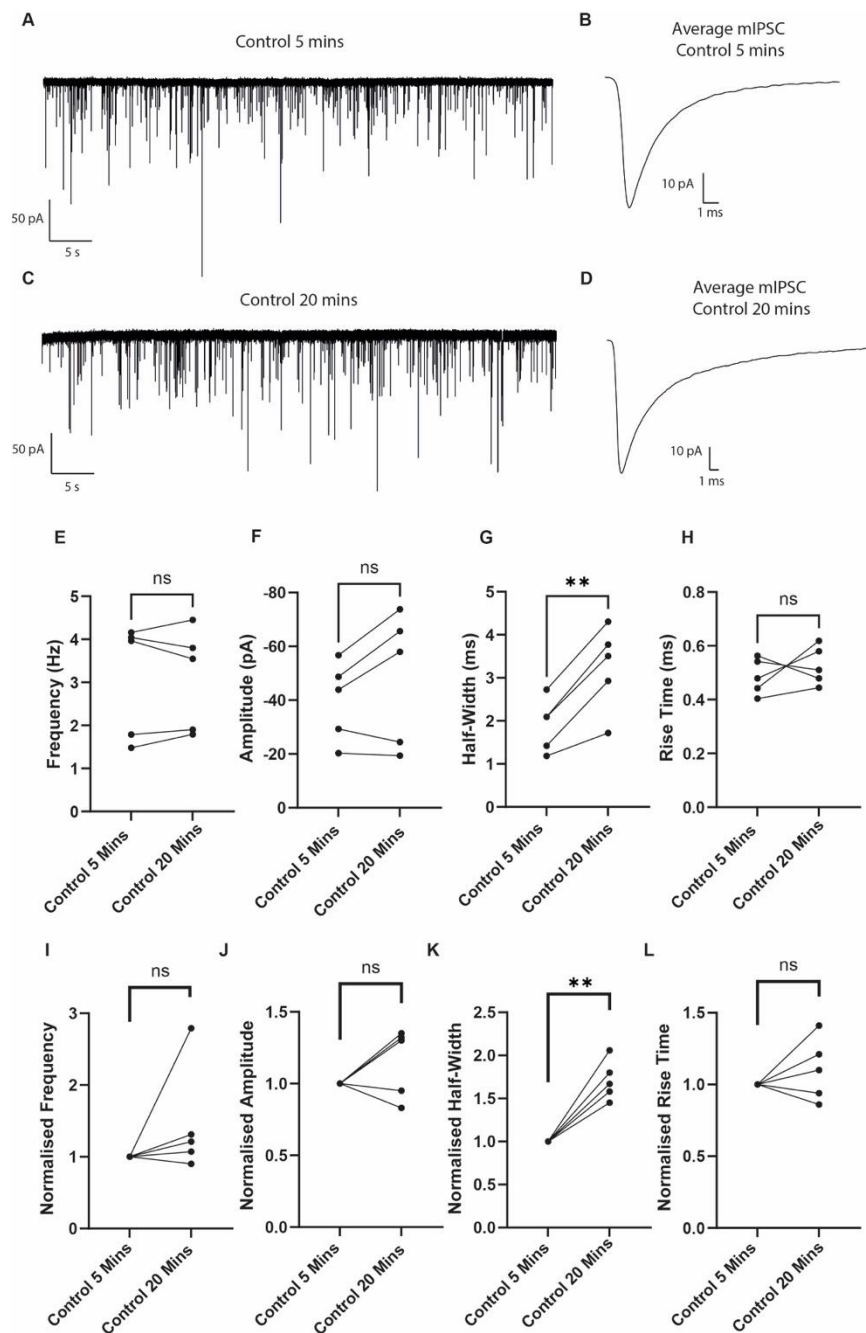 A
Control 5 mins
50 pA
5 s
B
Average mIPSC
Control 5 mins
10 pA
1 ms
C
Control 20 mins
50 pA
5 s
D
Average mIPSC
Control 20 mins
10 pA
1 ms
E
ns
Frequency (Hz)
5
4
3
2
1
0
Control 5 Mins
Control 20 Mins
F
ns
Amplitude (pA)
-80
-60
-40
-20
0
Control 5 Mins
Control 20 Mins
G
**
Half-Width (ms)
5
4
3
2
1
0
Control 5 Mins
Control 20 Mins
H
ns
Rise Time (ms)
0.8
0.6
0.4
0.2
0.0
Control 5 Mins
Control 20 Mins
I
ns
Normalised Frequency
3
2
1
0
Control 5 Mins
Control 20 Mins
J
ns
Normalised Amplitude
1.5
1.0
0.5
0.0
Control 5 Mins
Control 20 Mins
K
**
Normalised Half-Width
2.5
2.0
1.5
1.0
0.5
0.0
Control 5 Mins
Control 20 Mins
L
ns
Normalised Rise Time
1.5
1.0
0.5
0.0
Control 5 Mins
Control 20 Mins